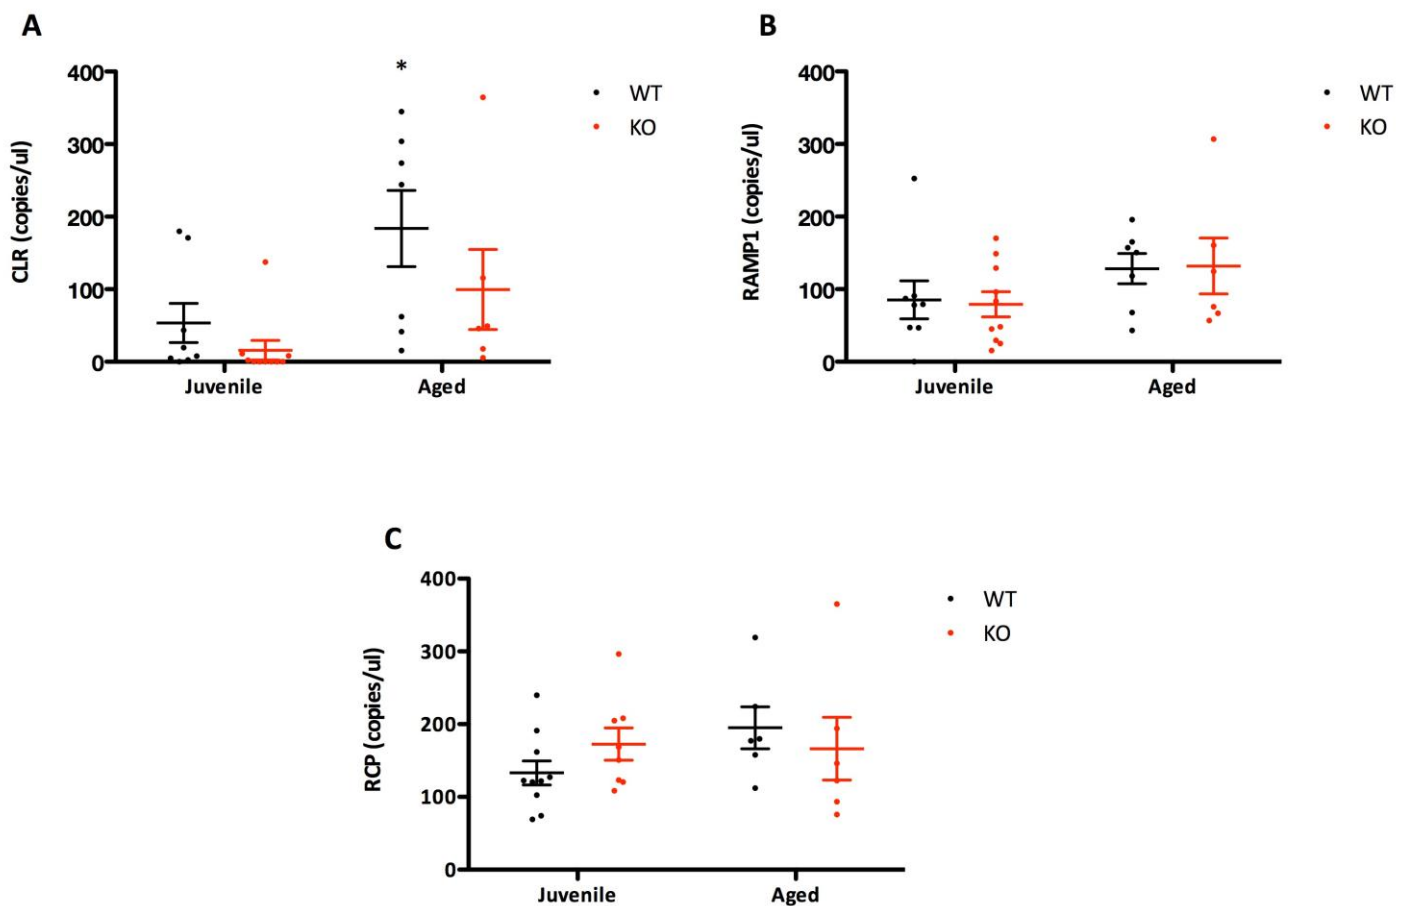 A
CLR (copies/ul)
400
300
200
100
0
*
WT
KO
Juvenile Aged
B
RAMP1 (copies/ul)
400
300
200
100
0
WT
KO
Juvenile Aged
C
RCP (copies/ul)
400
300
200
100
0
WT
KO
Juvenile Aged